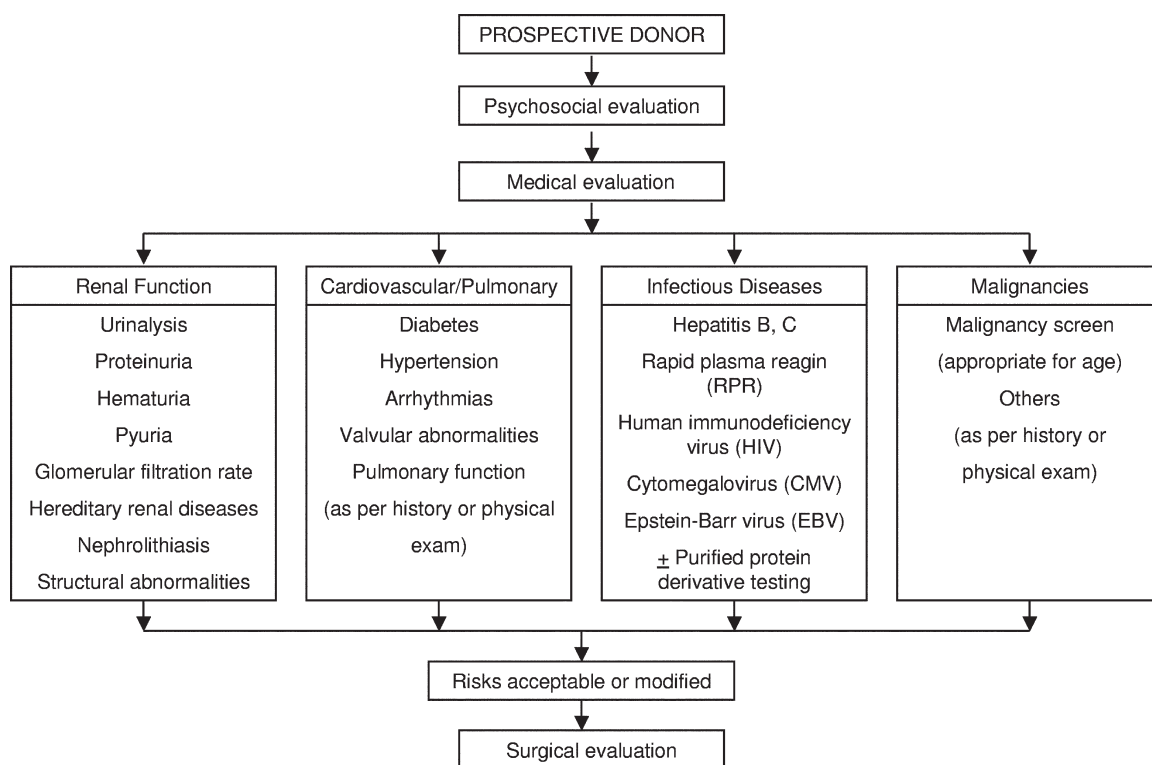 PROSPECTIVE DONOR
Psychosocial evaluation
Medical evaluation
Renal Function
Urinalysis
Proteinuria
Hematuria
Pyuria
Glomerular filtration rate
Hereditary renal diseases
Nephrolithiasis
Structural abnormalities
Cardiovascular/Pulmonary
Diabetes
Hypertension
Arrhythmias
Valvular abnormalities
Pulmonary function
(as per history or physical
exam)
Infectious Diseases
Hepatitis B, C
Rapid plasma reagin
(RPR)
Human immunodeficiency
virus (HIV)
Cytomegalovirus (CMV)
Epstein-Barr virus (EBV)
± Purified protein
derivative testing
Malignancies
Malignancy screen
(appropriate for age)
Others
(as per history or
physical exam)
Risks acceptable or modified
Surgical evaluation